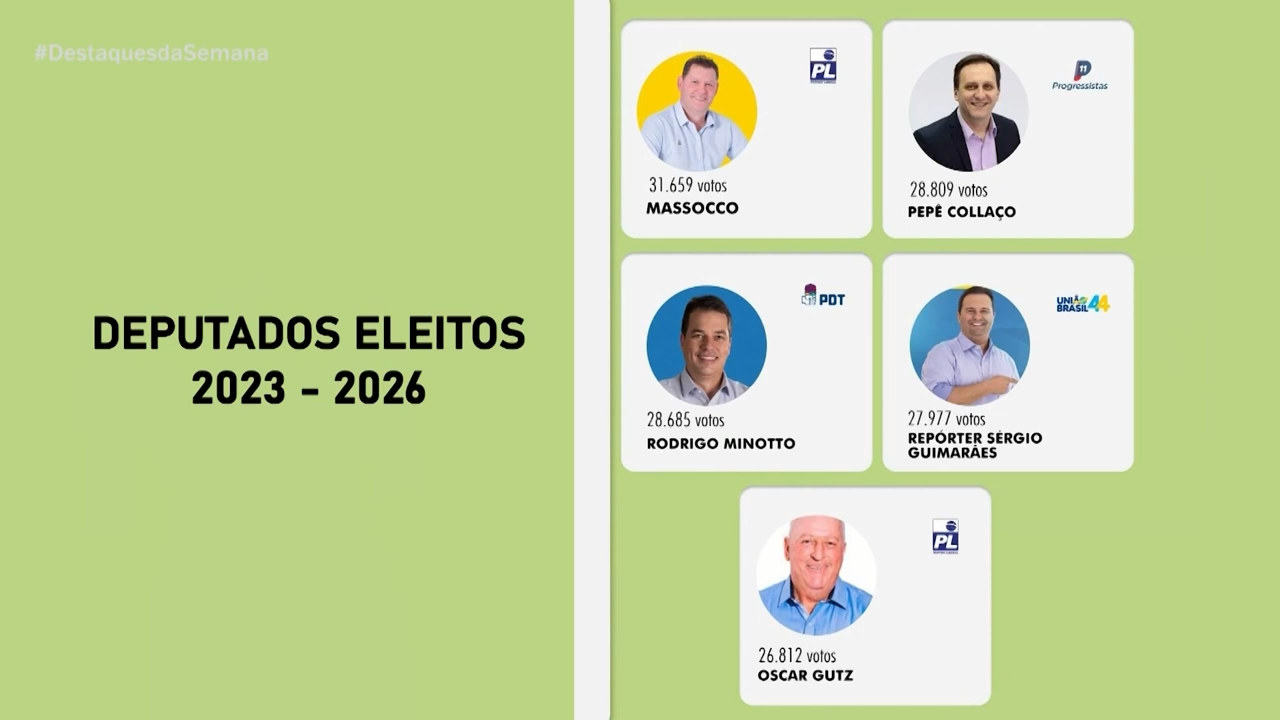 #DestaquesdaSemana
DEPUTADOS ELEITOS
2023 - 2026
PL
31.659 votos
MASSOCCO
11
Progressistas
28.809 votos
PEPÊ COLLAÇO
PDT
28.685 votos
RODRIGO MINOTTO
UNIÃO
BRASIL 44
27.977 votos
REPÓRTER SÉRGIO
GUIMARÃES
PL
26.812 votos
OSCAR GUTZ